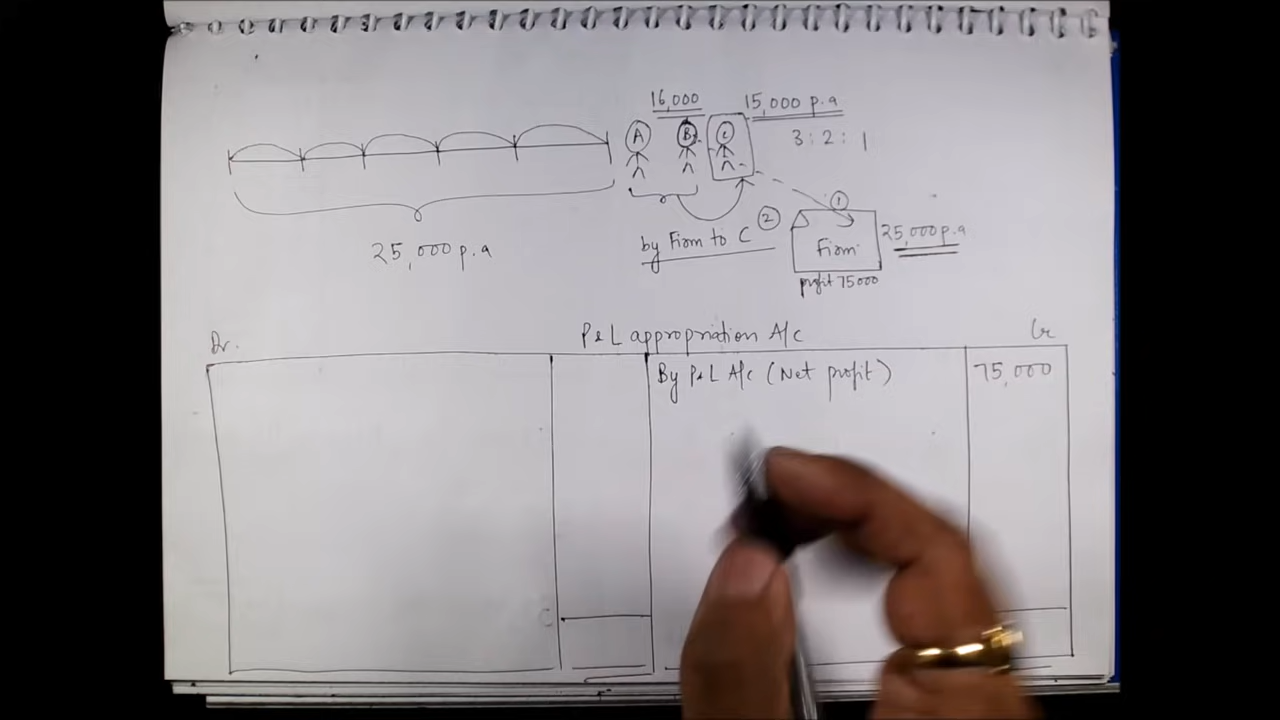 16,000
15,000 p.a
A B C
3 : 2 : 1
25,000 p.a
by Firm to C
2
1
Firm
25,000 p.a
profit 75000
Dr. P & L appropriation A/c Cr
By P & L A/c (Net profit) 75,000